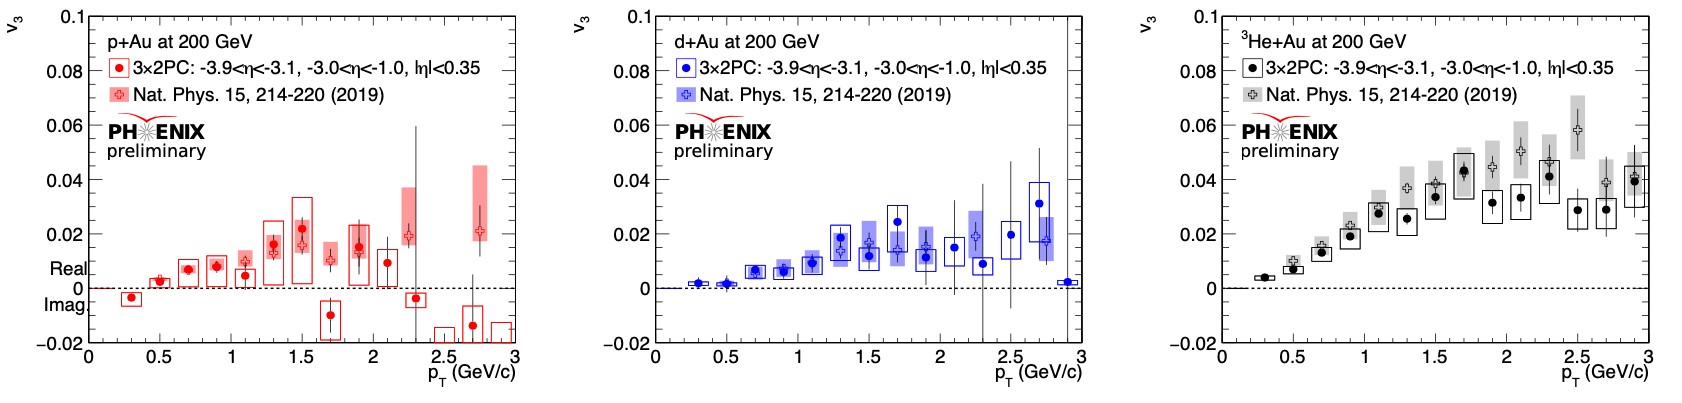 v3
0.1
0.08
0.06
0.04
0.02
Real
0
Imag.
−0.02
p+Au at 200 GeV
3×2PC: -3.9<η<-3.1, -3.0<η<-1.0, |η|<0.35
Nat. Phys. 15, 214-220 (2019)
PHENIX
preliminary
0 0.5 1 1.5 2 2.5 3
pT (GeV/c)
v3
0.1
0.08
0.06
0.04
0.02
0
−0.02
d+Au at 200 GeV
3×2PC: -3.9<η<-3.1, -3.0<η<-1.0, |η|<0.35
Nat. Phys. 15, 214-220 (2019)
PHENIX
preliminary
0 0.5 1 1.5 2 2.5 3
pT (GeV/c)
v3
0.1
0.08
0.06
0.04
0.02
0
−0.02
3He+Au at 200 GeV
3×2PC: -3.9<η<-3.1, -3.0<η<-1.0, |η|<0.35
Nat. Phys. 15, 214-220 (2019)
PHENIX
preliminary
0 0.5 1 1.5 2 2.5 3
pT (GeV/c)